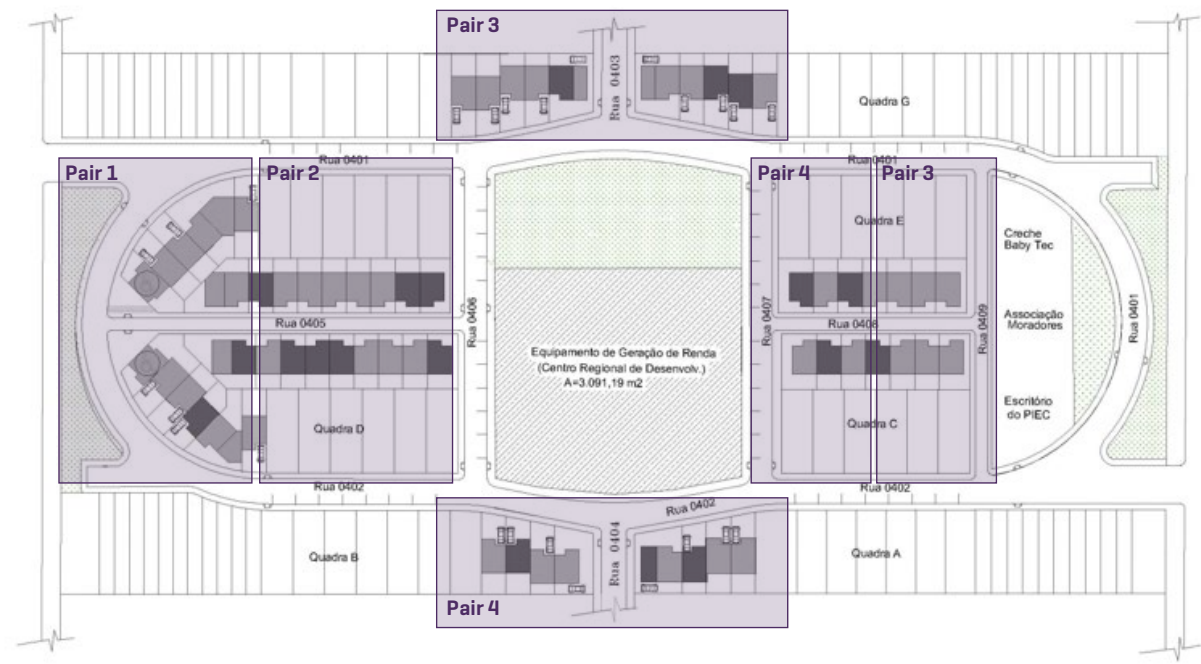 Pair 3
Rua 0403
Quadra G
Pair 1
Rua 0401
Pair 2
Pair 4
Rua 0401
Pair 3
Quadra E
Creche
Baby Tec
Rua 0405
Rua 0406
Rua 0407
Rua 0408
Rua 0409
Associação
Moradores
Rua 0401
Equipamento de Geração de Renda
(Centro Regional de Desenvolv.)
A=3.091,19 m2
Escritório
do PIEC
Quadra D
Quadra C
Rua 0402
Rua 0402
Rua 0402
Quadra B
Rua 0404
Quadra A
Pair 4